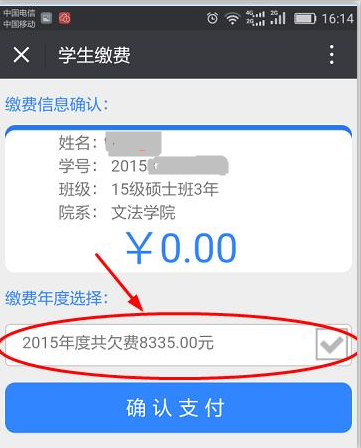 中国电信
中国移动
4G 2G 2G 16:14
学生缴费
缴费信息确认：
姓名：
学号： 2015
班级： 15级硕士班3年
院系： 文法学院
￥0.00
缴费年度选择：
2015年度共欠费8335.00元
确认支付